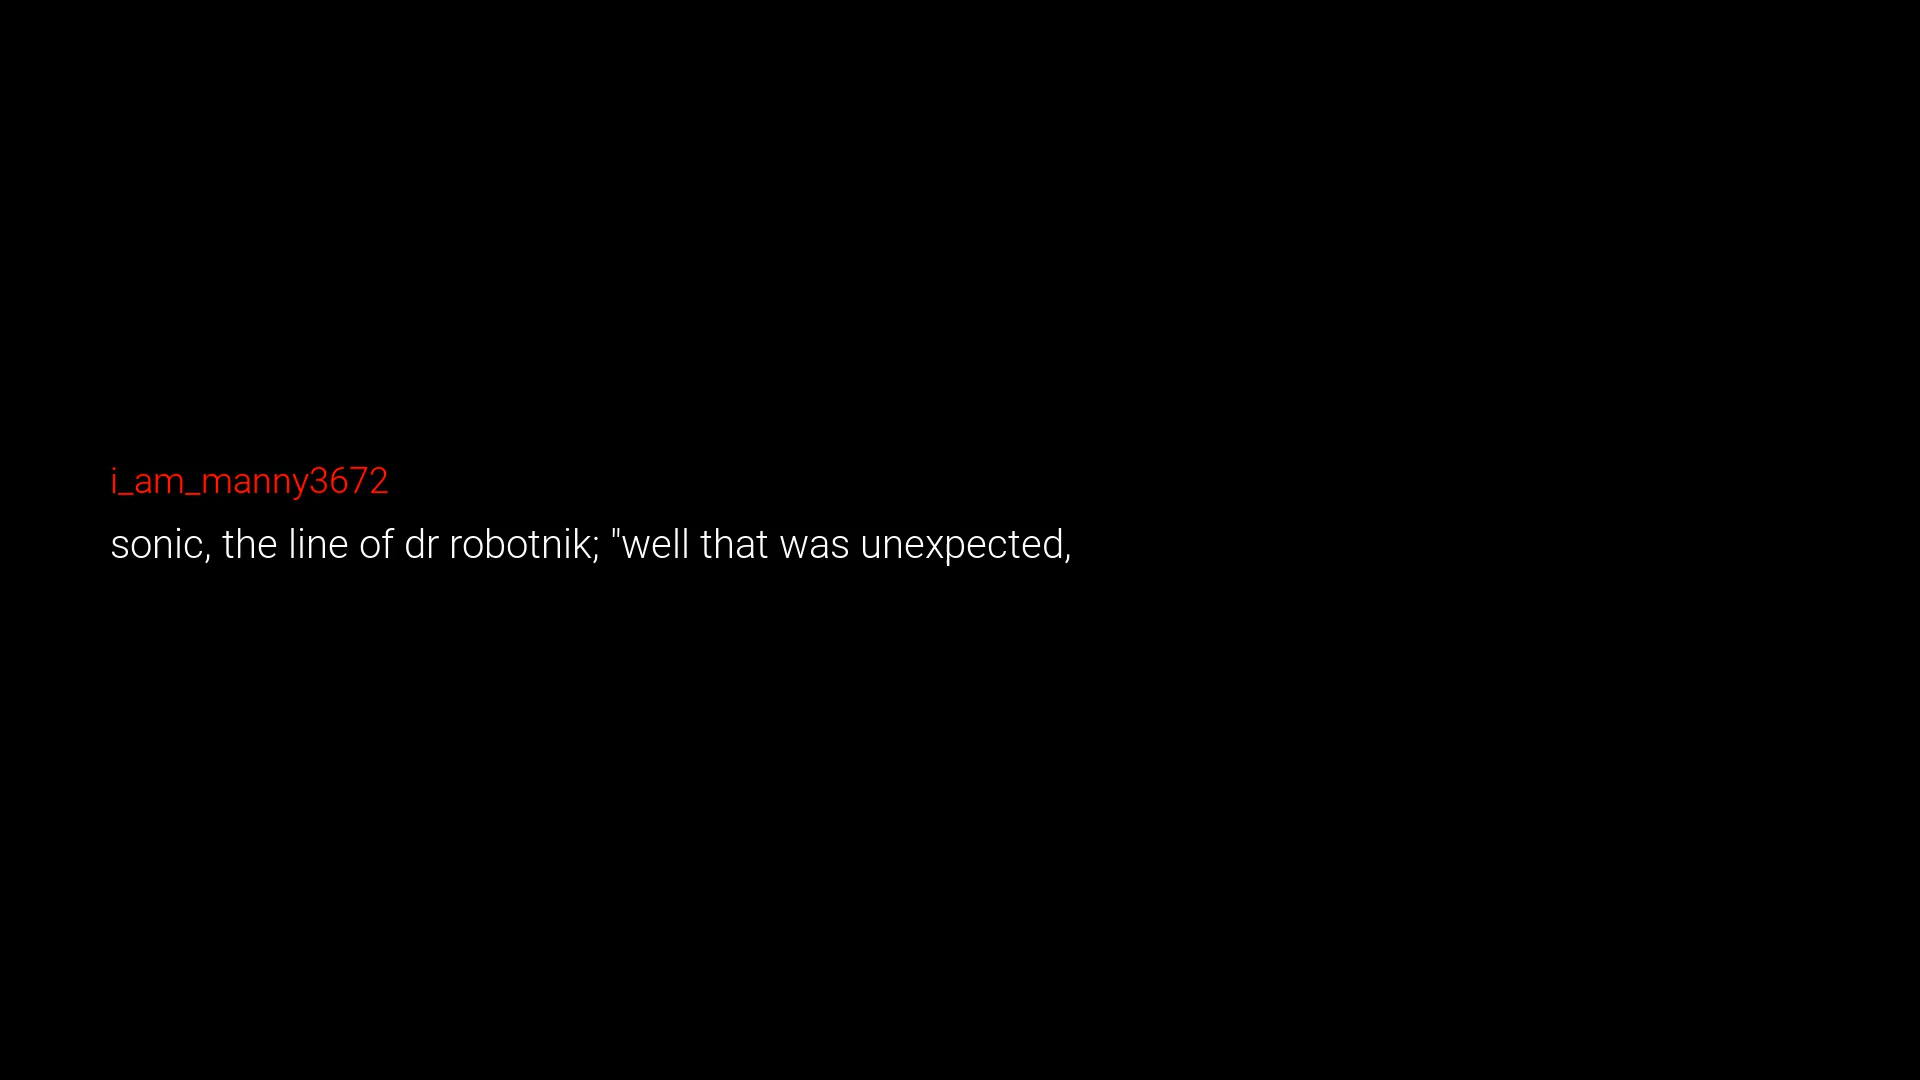 i_am_manny3672
sonic, the line of dr robotnik; "well that was unexpected,